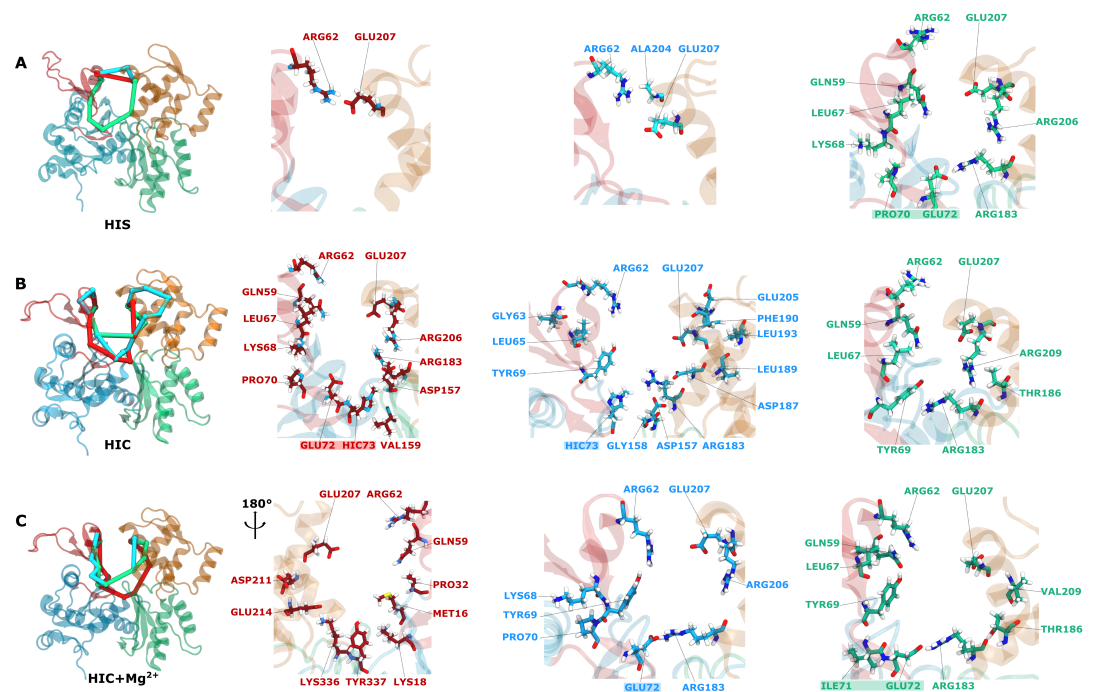 A
HIS
ARG62 GLU207
ARG62 ALA204 GLU207
ARG62 GLU207
GLN59
LEU67
LYS68
ARG206
PRO70 GLU72 ARG183
B
HIC
ARG62 GLU207
GLN59
LEU67
LYS68
PRO70
ARG206
ARG183
ASP157
GLU72 HIC73 VAL159
ARG62 GLU207
GLY63
LEU65
TYR69
GLU205
PHE190
LEU193
LEU189
ASP187
HIC73 GLY158 ASP157 ARG183
ARG62 GLU207
GLN59
LEU67
ARG209
THR186
TYR69 ARG183
C
HIC+Mg²⁺
180°
GLU207 ARG62
GLN59
ASP211
PRO32
GLU214
MET16
LYS336 TYR337 LYS18
ARG62 GLU207
ARG206
LYS68
TYR69
PRO70
GLU72 ARG183
ARG62 GLU207
GLN59
LEU67
TYR69
VAL209
THR186
ILE71 GLU72 ARG183